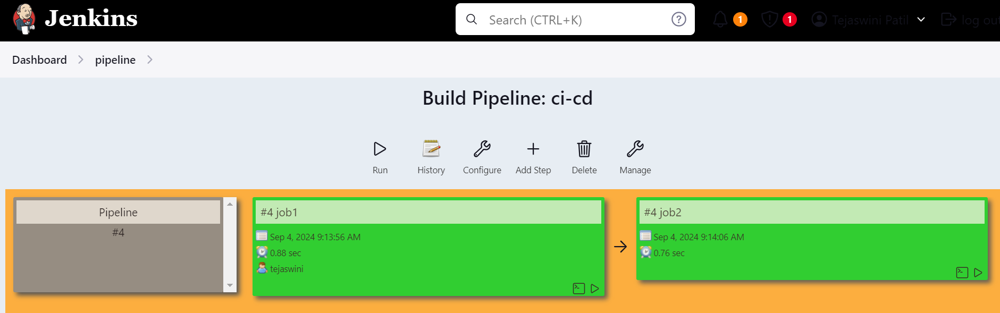 Jenkins
Search (CTRL+K)
?
1
1
Tejaswini Patil
log out
Dashboard
pipeline
Build Pipeline: ci-cd
Run
History
Configure
Add Step
Delete
Manage
Pipeline
#4
#4 job1
Sep 4, 2024 9:13:56 AM
0.88 sec
tejaswini
#4 job2
Sep 4, 2024 9:14:06 AM
0.76 sec